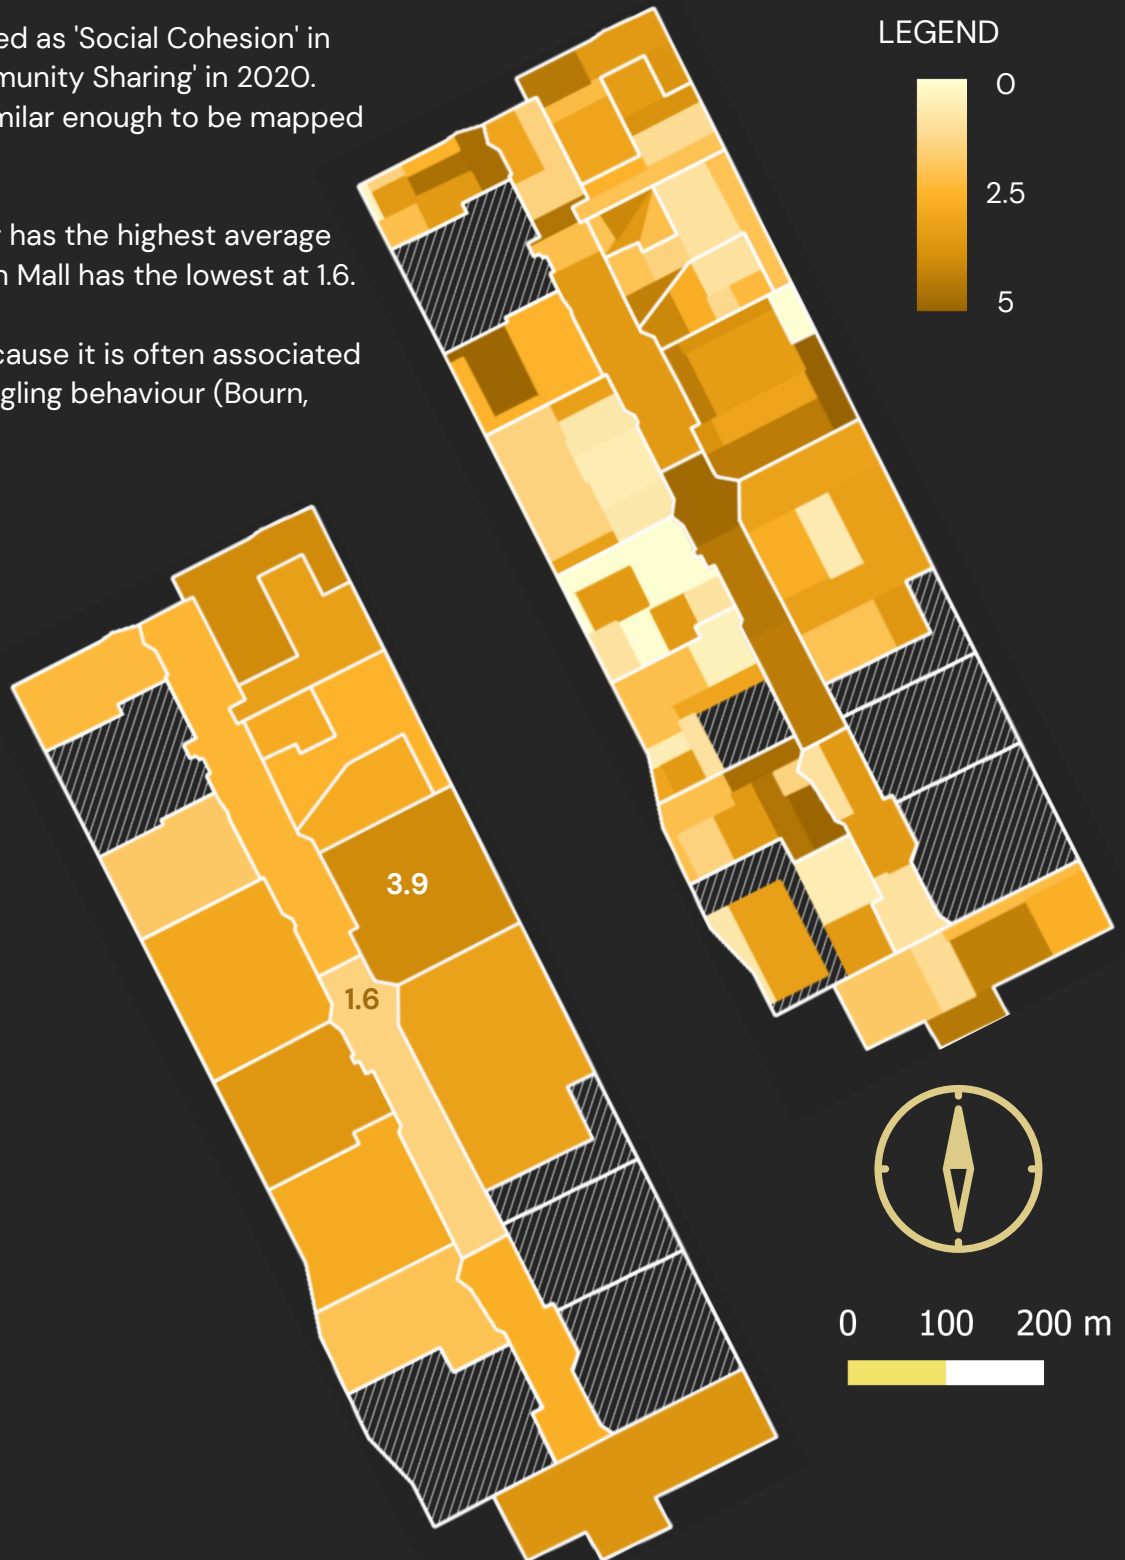 ed as 'Social Cohesion' in
munity Sharing' in 2020.
milar enough to be mapped
has the highest average
n Mall has the lowest at 1.6.
cause it is often associated
gling behaviour (Bourn,
LEGEND
0
2.5
5
3.9
1.6
0 100 200 m